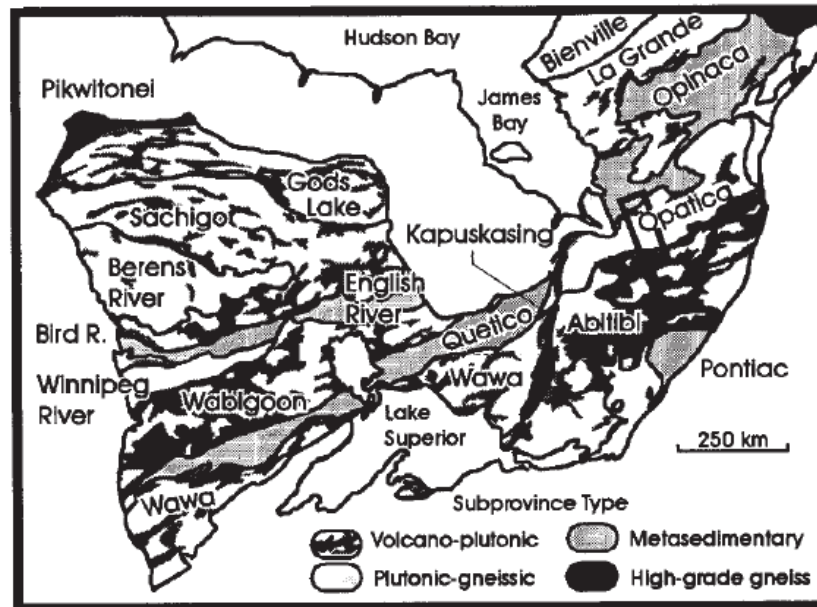 Hudson Bay
Bienville
La Grande
Opinaca
Pikwitonei
James
Bay
Gods
Lake
Sachigo
Opatica
Kapuskasing
Berens
River
English
River
Bird R.
Quetico
Abitibi
Winnipeg
River
Wabigoon
Wawa
Pontiac
Lake
Superior
250 km
Wawa
Subprovince Type
Volcano-plutonic
Metasedimentary
Plutonic-gneissic
High-grade gneiss